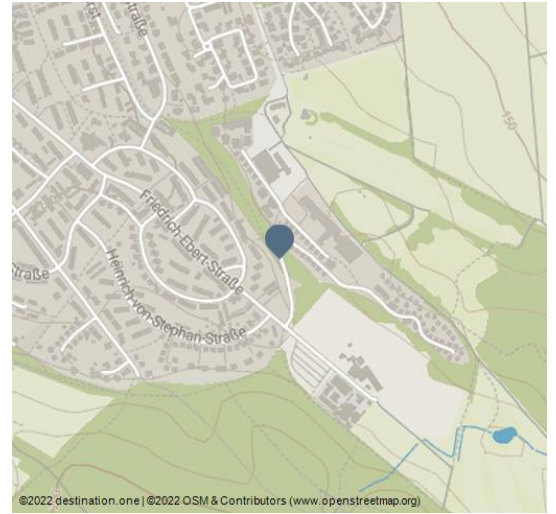 Straße
rst
150
Friedrich-Ebert-Straße
Straße
Heinrich-von-Stephan-Straße
©2022 destination.one | ©2022 OSM & Contributors (www.openstreetmap.org)